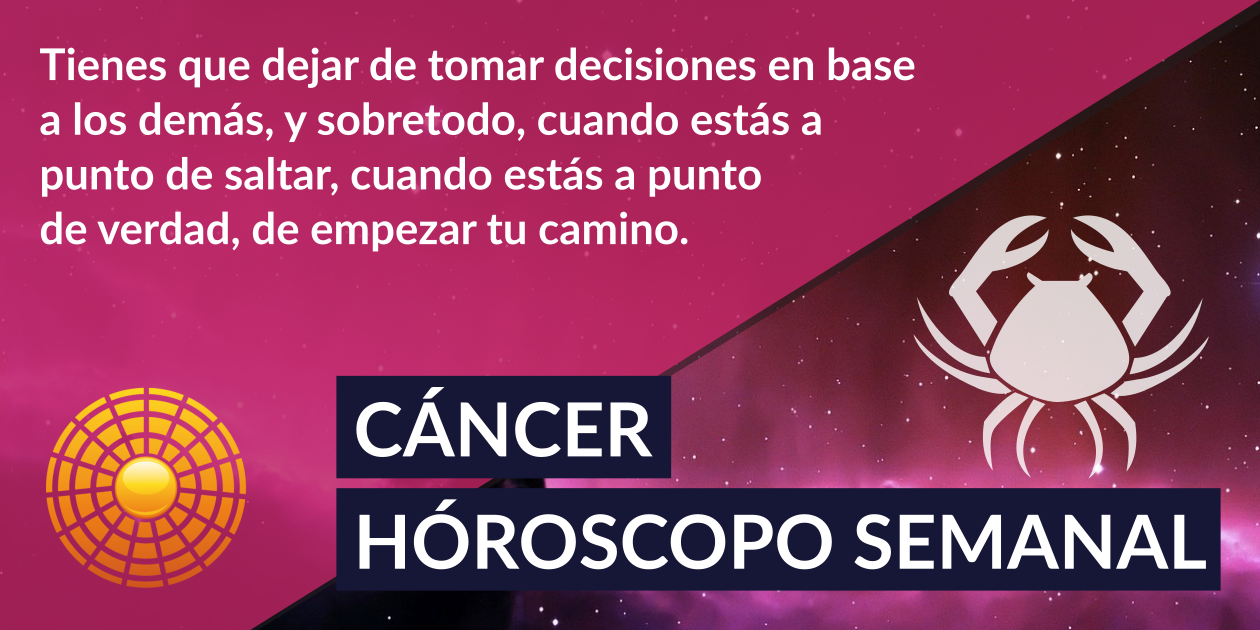 Tienes que dejar de tomar decisiones en base
a los demás, y sobretodo, cuando estás a
punto de saltar, cuando estás a punto
de verdad, de empezar tu camino.
CÁNCER
HÓROSCOPO SEMANAL